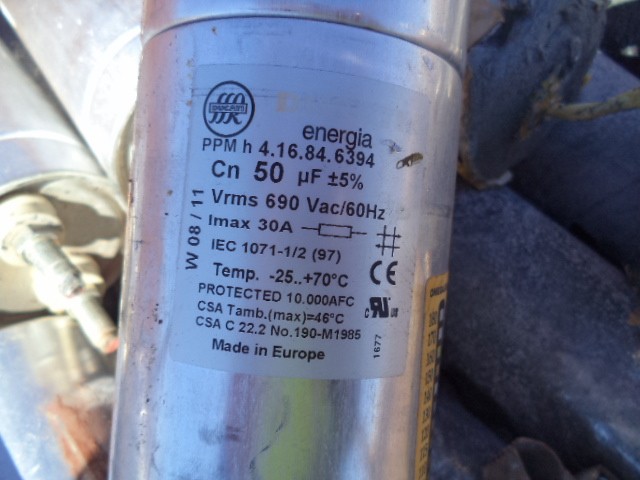 energia
PPM h 4.16.84.6394
Cn 50 µF ±5%
Vrms 690 Vac/60Hz
Imax 30A
IEC 1071-1/2 (97)
Temp. -25..+70°C
PROTECTED 10.000AFC
CSA Tamb.(max)=46°C
CSA C 22.2 No.190-M1985
Made in Europe
W 08/11
CE
c us
1677